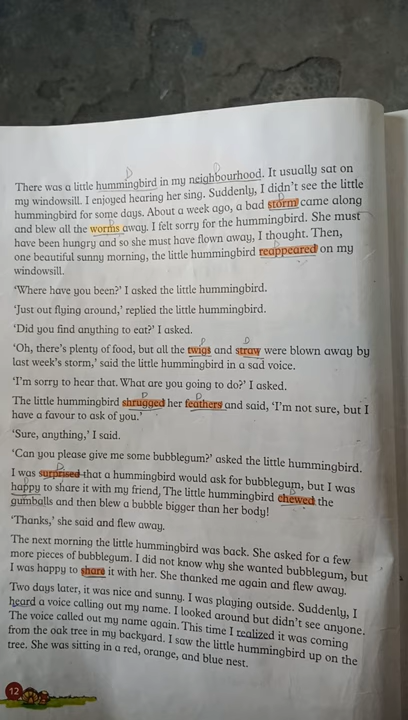 There was a little hummingbird in my neighbourhood. It usually sat on
my windowsill. I enjoyed hearing her sing. Suddenly, I didn't see the little
hummingbird for some days. About a week ago, a bad storm came along
and blew all the worms away. I felt sorry for the hummingbird. She must
have been hungry and so she must have flown away, I thought. Then,
one beautiful sunny morning, the little hummingbird reappeared on my
windowsill.
'Where have you been?' I asked the little hummingbird.
'Just out flying around,' replied the little hummingbird.
'Did you find anything to eat?' I asked.
'Oh, there's plenty of food, but all the twigs and straw were blown away by
last week's storm,' said the little hummingbird in a sad voice.
'I'm sorry to hear that. What are you going to do?' I asked.
The little hummingbird shrugged her feathers and said, 'I'm not sure, but I
have a favour to ask of you.'
'Sure, anything,' I said.
'Can you please give me some bubblegum?' asked the little hummingbird.
I was surprised that a hummingbird would ask for bubblegum, but I was
happy to share it with my friend, The little hummingbird chewed the
gumballs and then blew a bubble bigger than her body!
'Thanks,' she said and flew away.
The next morning the little hummingbird was back. She asked for a few
more pieces of bubblegum. I did not know why she wanted bubblegum, but
I was happy to share it with her. She thanked me again and flew away.
Two days later, it was nice and sunny. I was playing outside. Suddenly, I
heard a voice calling out my name. I looked around but didn't see anyone.
The voice called out my name again. This time I realized it was coming
from the oak tree in my backyard. I saw the little hummingbird up on the
tree. She was sitting in a red, orange, and blue nest.
12